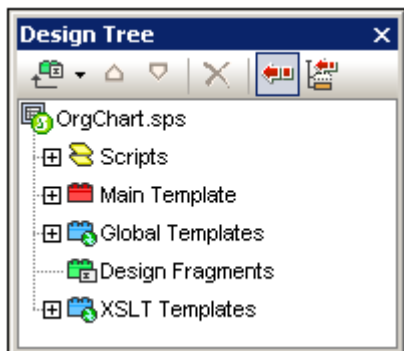 Design Tree
OrgChart.sps
Scripts
Main Template
Global Templates
Design Fragments
XSLT Templates